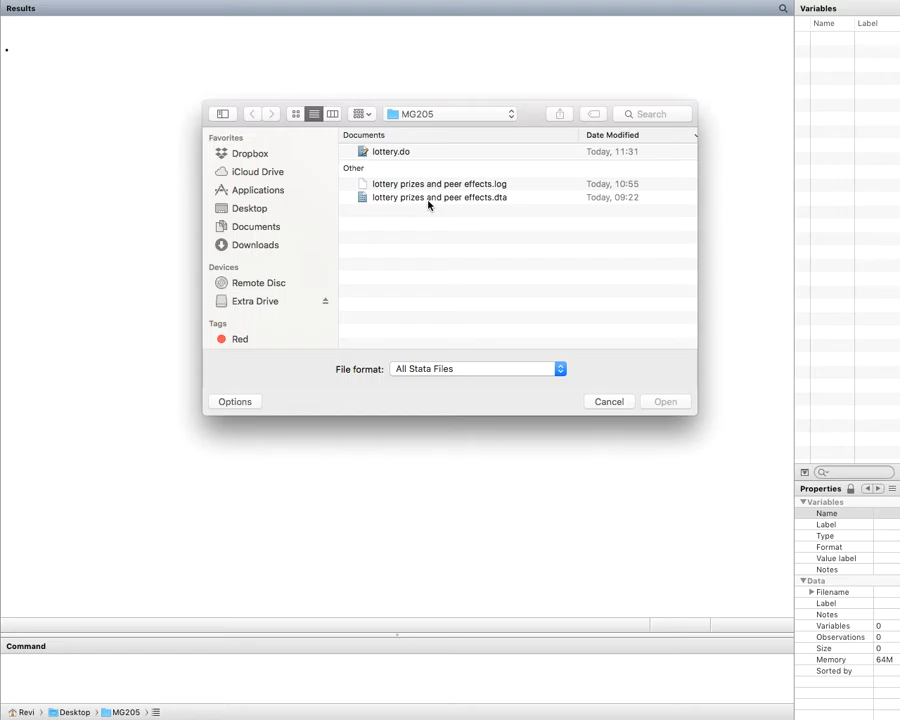 Results
Variables
Name Label
MG205
Search
Favorites
Dropbox
iCloud Drive
Applications
Desktop
Documents
Downloads
Devices
Remote Disc
Extra Drive
Tags
Red
Documents Date Modified
lottery.do Today, 11:31
Other
lottery prizes and peer effects.log Today, 10:55
lottery prizes and peer effects.dta Today, 09:22
File format: All Stata Files
Options Cancel Open
Properties
Variables
Name
Label
Type
Format
Value label
Notes
Data
Filename
Label
Notes
Variables 0
Observations 0
Size 0
Memory 64M
Sorted by
Command
Revi Desktop MG205